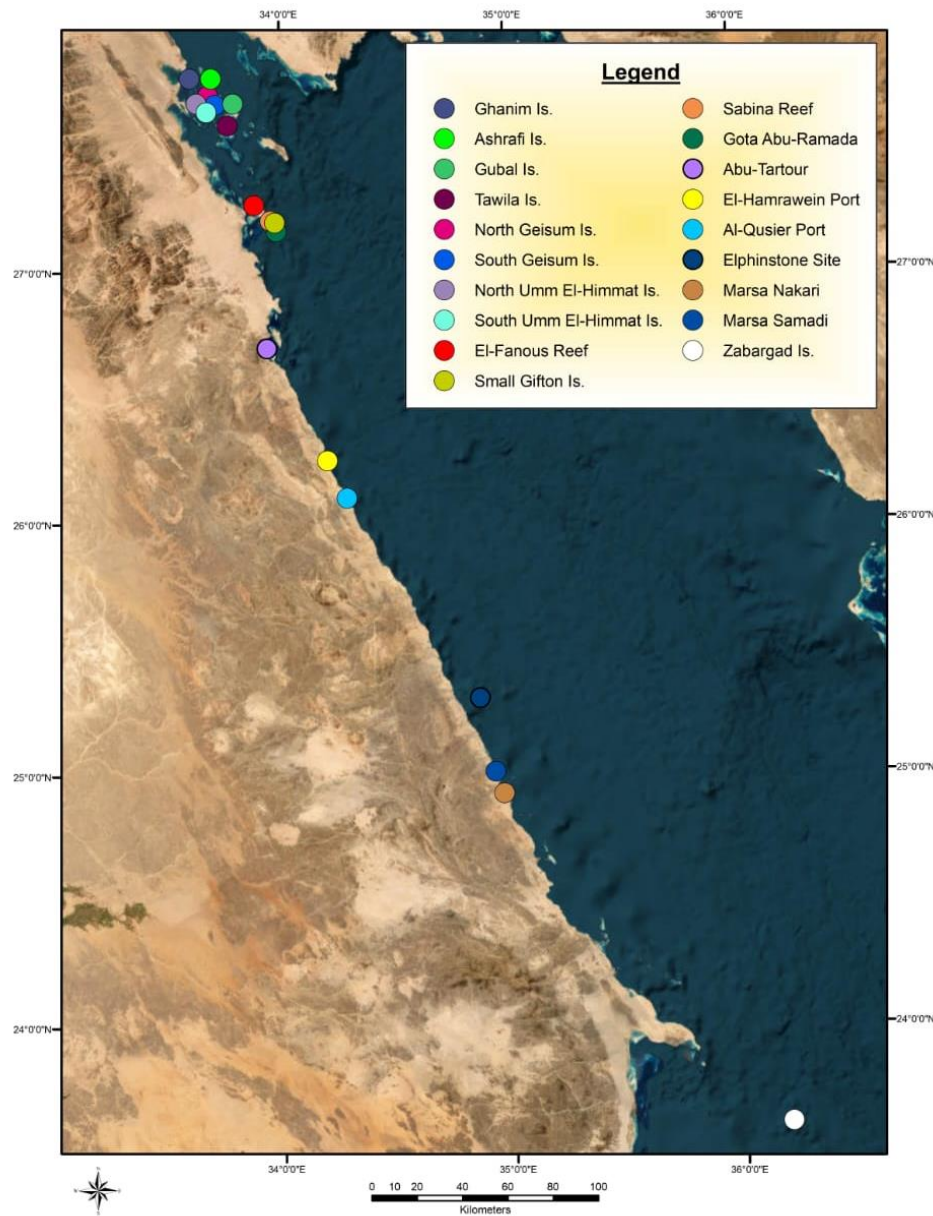 34°0'0"E
35°0'0"E
36°0'0"E
Legend
Ghanim Is.
Ashrafi Is.
Gubal Is.
Tawila Is.
North Geisum Is.
South Geisum Is.
North Umm El-Himmat Is.
South Umm El-Himmat Is.
El-Fanous Reef
Small Gifton Is.
Sabina Reef
Gota Abu-Ramada
Abu-Tartour
El-Hamrawein Port
Al-Qusier Port
Elphinstone Site
Marsa Nakari
Marsa Samadi
Zabargad Is.
27°0'0"N
27°0'0"N
26°0'0"N
26°0'0"N
25°0'0"N
25°0'0"N
24°0'0"N
24°0'0"N
34°0'0"E
35°0'0"E
36°0'0"E
0 10 20 40 60 80 100
Kilometers